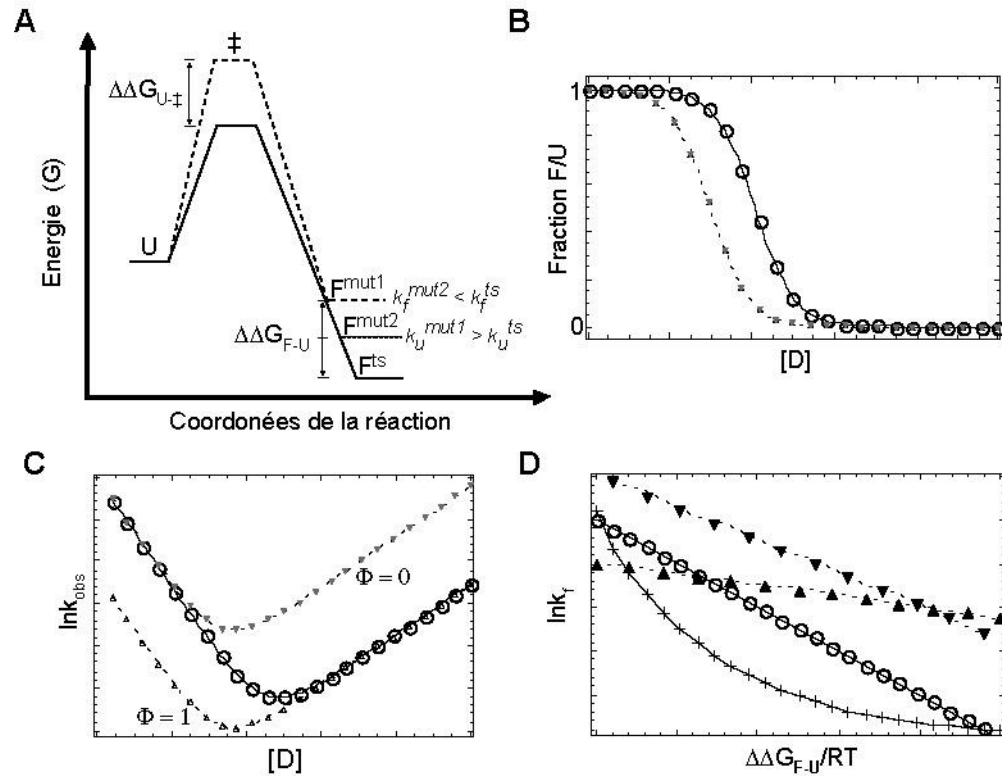 A
‡
ΔΔG_U-‡
Energie (G)
U
F^mut1
k_f^mut2 < k_f^ts
ΔΔG_F-U
F^mut2
k_u^mut1 > k_u^ts
F^ts
Coordonées de la réaction
B
1
Fraction F/U
0
[D]
C
lnk_obs
Φ = 0
Φ = 1
[D]
D
lnk_f
ΔΔG_F-U/RT